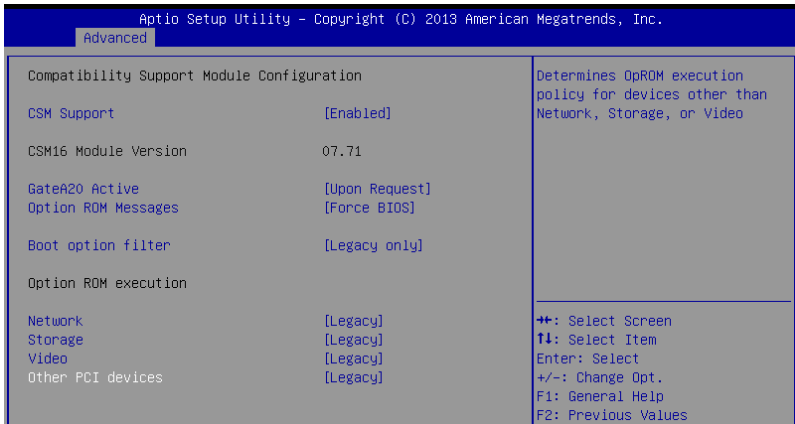 Aptio Setup Utility – Copyright (C) 2013 American Megatrends, Inc.
Advanced
Compatibility Support Module Configuration
CSM Support [Enabled]
CSM16 Module Version 07.71
GateA20 Active [Upon Request]
Option ROM Messages [Force BIOS]
Boot option filter [Legacy only]
Option ROM execution
Network [Legacy]
Storage [Legacy]
Video [Legacy]
Other PCI devices [Legacy]
Determines OpROM execution
policy for devices other than
Network, Storage, or Video
→←: Select Screen
↑↓: Select Item
Enter: Select
+/-: Change Opt.
F1: General Help
F2: Previous Values